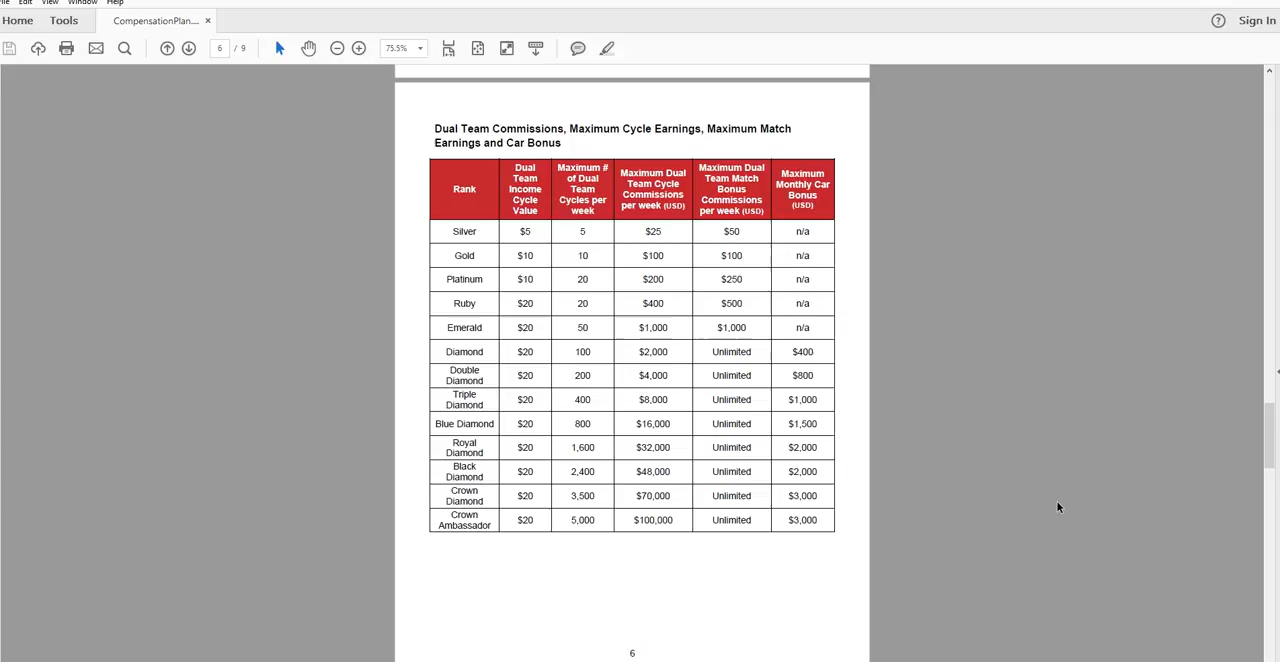 File Edit View Window Help
Home Tools CompensationPlan.... × Sign In
6 / 9 75.5%
Dual Team Commissions, Maximum Cycle Earnings, Maximum Match
Earnings and Car Bonus
Rank
Dual
Team
Income
Cycle
Value
Maximum #
of Dual
Team
Cycles per
week
Maximum Dual
Team Cycle
Commissions
per week (USD)
Maximum Dual
Team Match
Bonus
Commissions
per week (USD)
Maximum
Monthly Car
Bonus
(USD)
Silver $5 5 $25 $50 n/a
Gold $10 10 $100 $100 n/a
Platinum $10 20 $200 $250 n/a
Ruby $20 20 $400 $500 n/a
Emerald $20 50 $1,000 $1,000 n/a
Diamond $20 100 $2,000 Unlimited $400
Double
Diamond $20 200 $4,000 Unlimited $800
Triple
Diamond $20 400 $8,000 Unlimited $1,000
Blue Diamond $20 800 $16,000 Unlimited $1,500
Royal
Diamond $20 1,600 $32,000 Unlimited $2,000
Black
Diamond $20 2,400 $48,000 Unlimited $2,000
Crown
Diamond $20 3,500 $70,000 Unlimited $3,000
Crown
Ambassador $20 5,000 $100,000 Unlimited $3,000
6